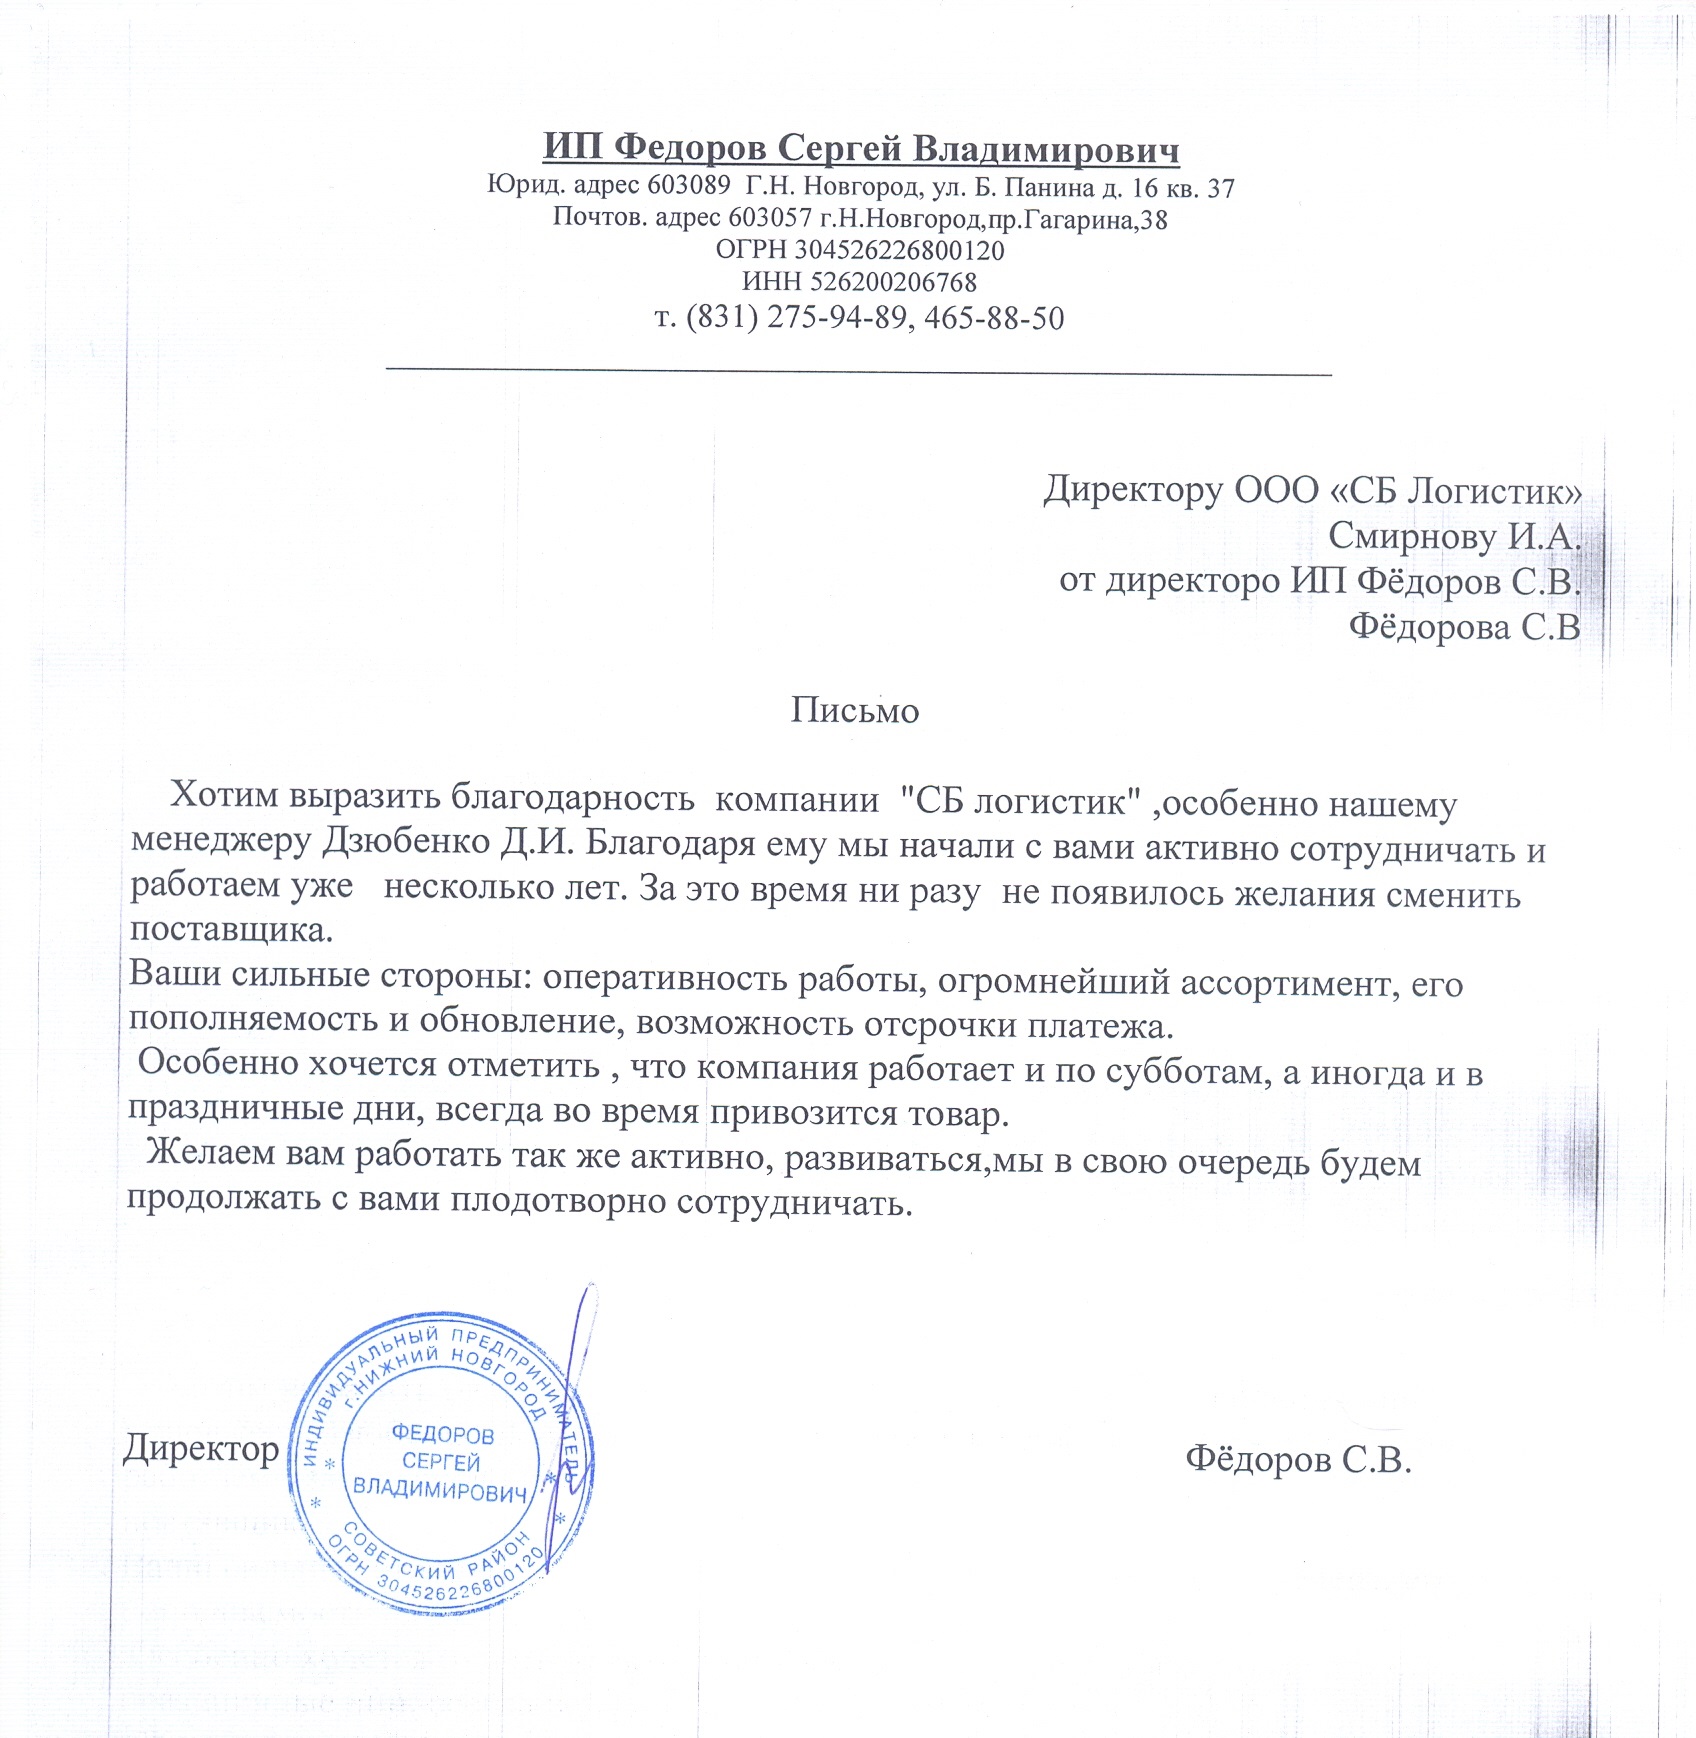 ИП Федоров Сергей Владимирович
Юрид. адрес 603089  Г.Н. Новгород, ул. Б. Панина д. 16 кв. 37
Почтов. адрес 603057 г.Н.Новгород,пр.Гагарина,38
ОГРН 304526226800120
ИНН 526200206768
т. (831) 275-94-89, 465-88-50
Директору ООО «СБ Логистик»
Смирнову И.А.
от директоро ИП Фёдоров С.В.
Фёдорова С.В
Письмо
Хотим выразить благодарность  компании  "СБ логистик" ,особенно нашему
менеджеру Дзюбенко Д.И. Благодаря ему мы начали с вами активно сотрудничать и
работаем уже   несколько лет. За это время ни разу  не появилось желания сменить
поставщика.
Ваши сильные стороны: оперативность работы, огромнейший ассортимент, его
пополняемость и обновление, возможность отсрочки платежа.
Особенно хочется отметить , что компания работает и по субботам, а иногда и в
праздничные дни, всегда во время привозится товар.
Желаем вам работать так же активно, развиваться,мы в свою очередь будем
продолжать с вами плодотворно сотрудничать.
Директор
ИНДИВИДУАЛЬНЫЙ ПРЕДПРИНИМАТЕЛЬ
г.НИЖНИЙ НОВГОРОД
ФЕДОРОВ
СЕРГЕЙ
ВЛАДИМИРОВИЧ
СОВЕТСКИЙ РАЙОН
ОГРН 304526226800120
Фёдоров С.В.